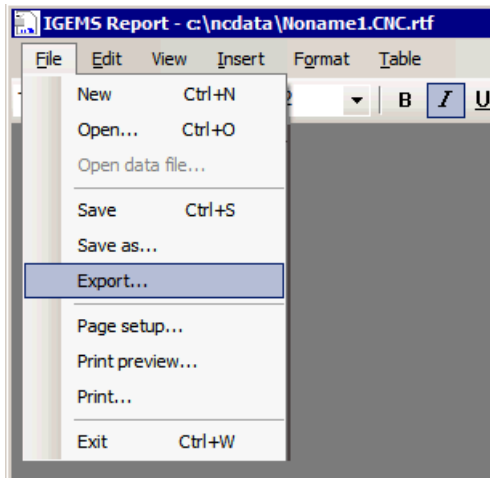 IGEMS Report - c:\ncdata\Noname1.CNC.rtf
File Edit View Insert Format Table
B I U
New Ctrl+N
Open... Ctrl+O
Open data file...
Save Ctrl+S
Save as...
Export...
Page setup...
Print preview...
Print...
Exit Ctrl+W